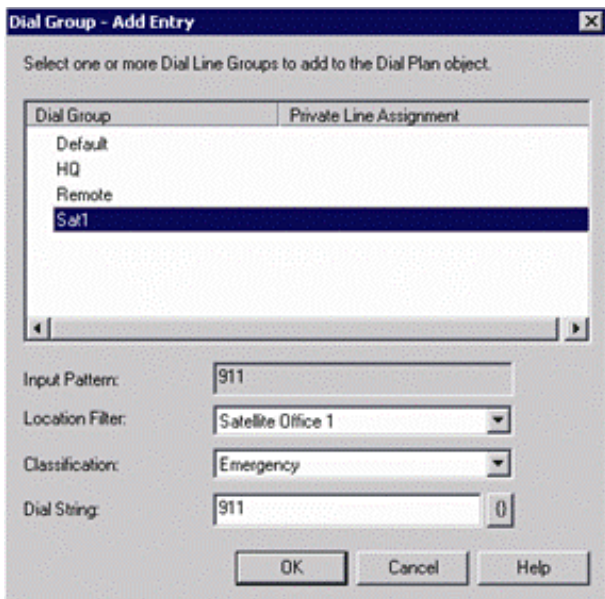 Dial Group - Add Entry
Select one or more Dial Line Groups to add to the Dial Plan object.
Dial Group Private Line Assignment
Default
HQ
Remote
Sat1
Input Pattern: 911
Location Filter: Satellite Office 1
Classification: Emergency
Dial String: 911 {}
OK Cancel Help